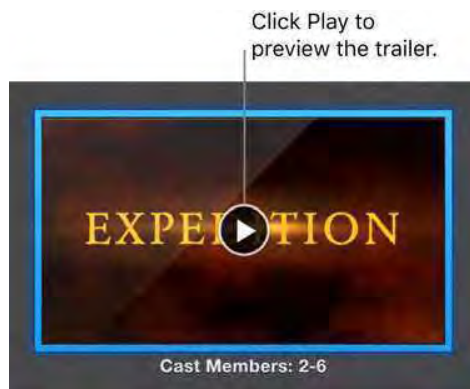 Click Play to
preview the trailer.
EXPEDITION
Cast Members: 2-6